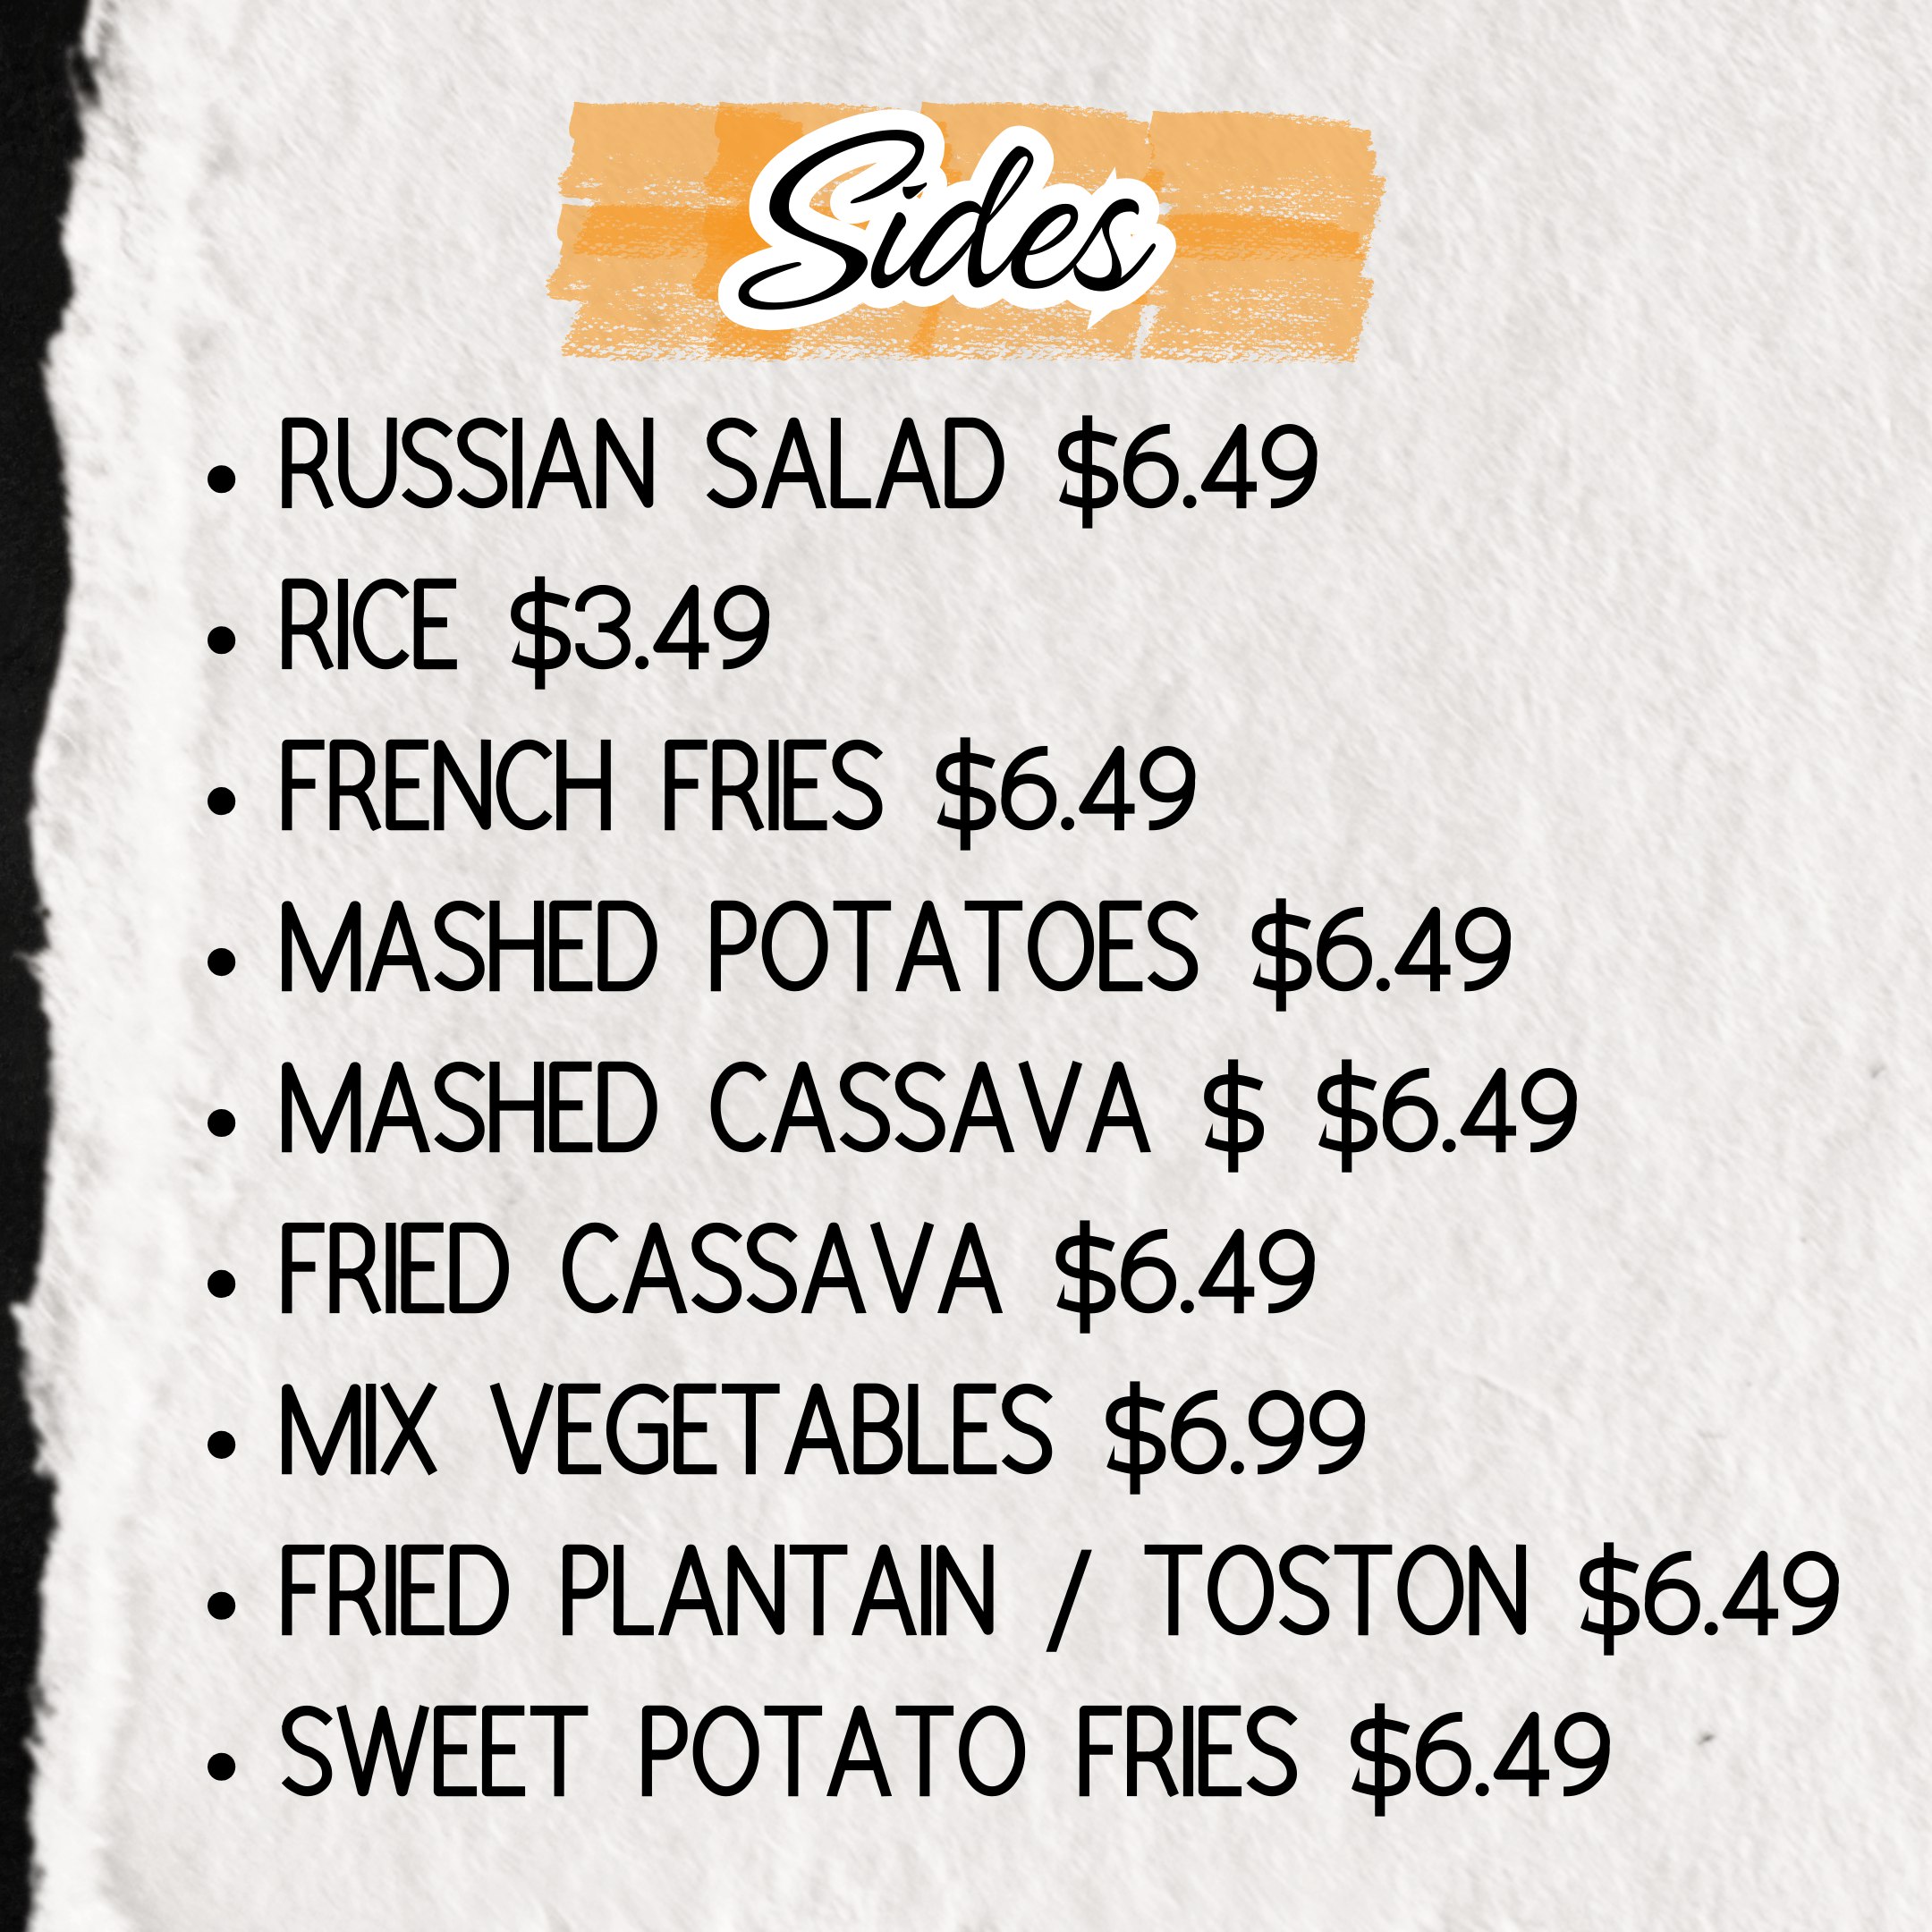 Sides
• RUSSIAN SALAD $6.49
• RICE $3.49
• FRENCH FRIES $6.49
• MASHED POTATOES $6.49
• MASHED CASSAVA $ $6.49
• FRIED CASSAVA $6.49
• MIX VEGETABLES $6.99
• FRIED PLANTAIN / TOSTON $6.49
• SWEET POTATO FRIES $6.49